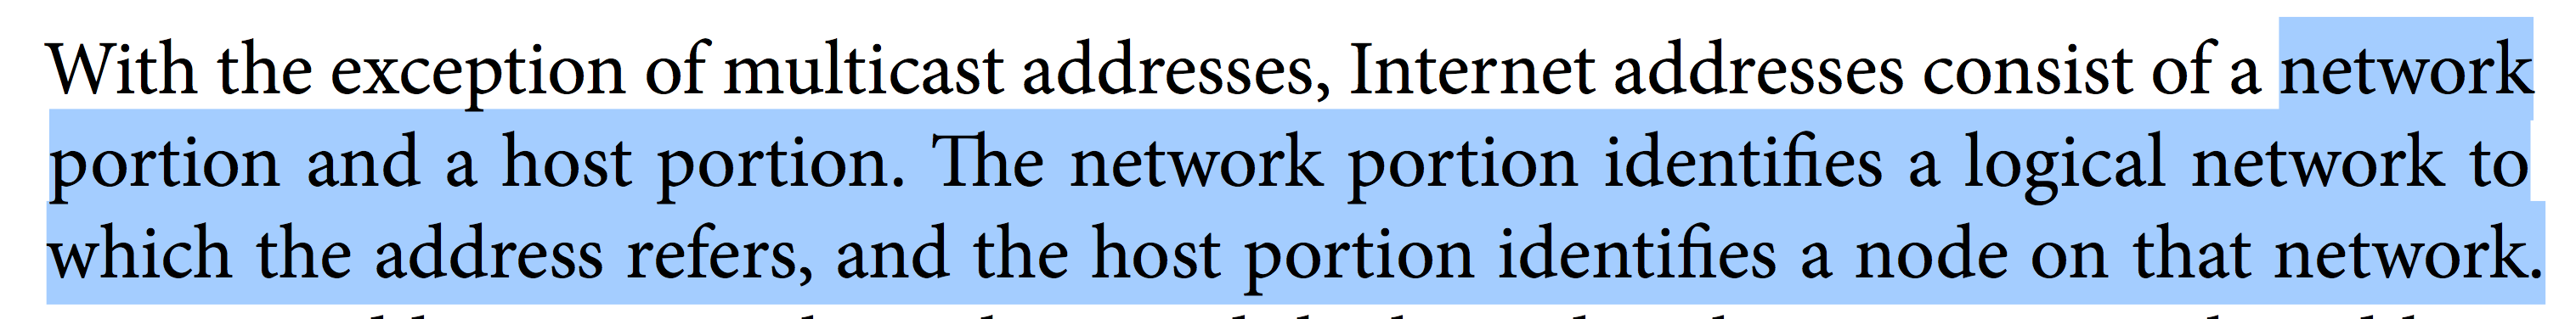 With the exception of multicast addresses, Internet addresses consist of a network
portion and a host portion. The network portion identifies a logical network to
which the address refers, and the host portion identifies a node on that network.